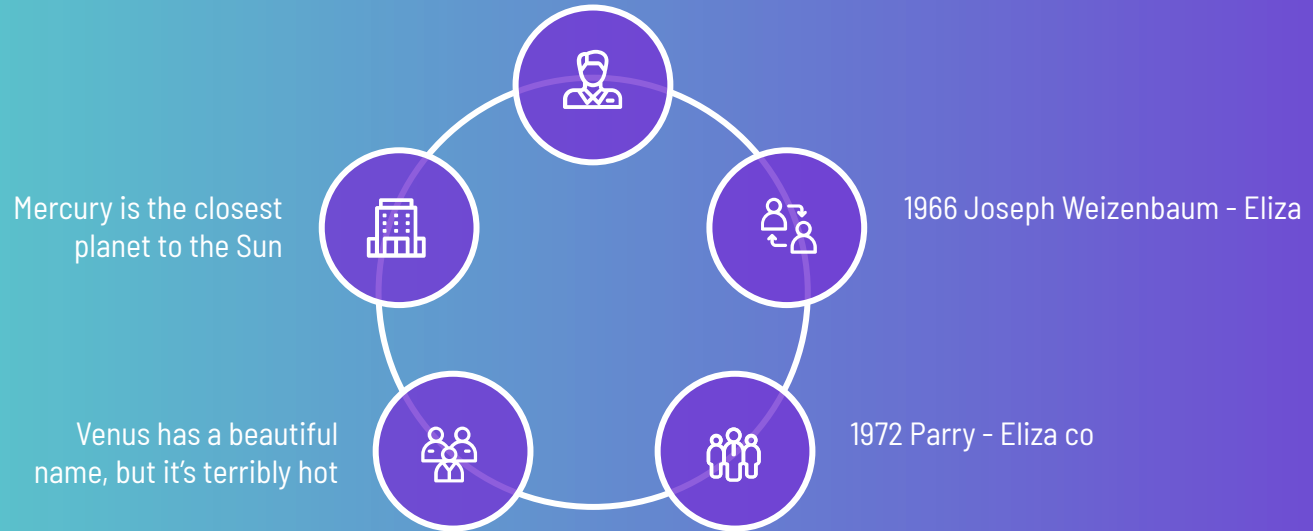 Mercury is the closest
planet to the Sun
1966 Joseph Weizenbaum - Eliza
Venus has a beautiful
name, but it's terribly hot
1972 Parry - Eliza co